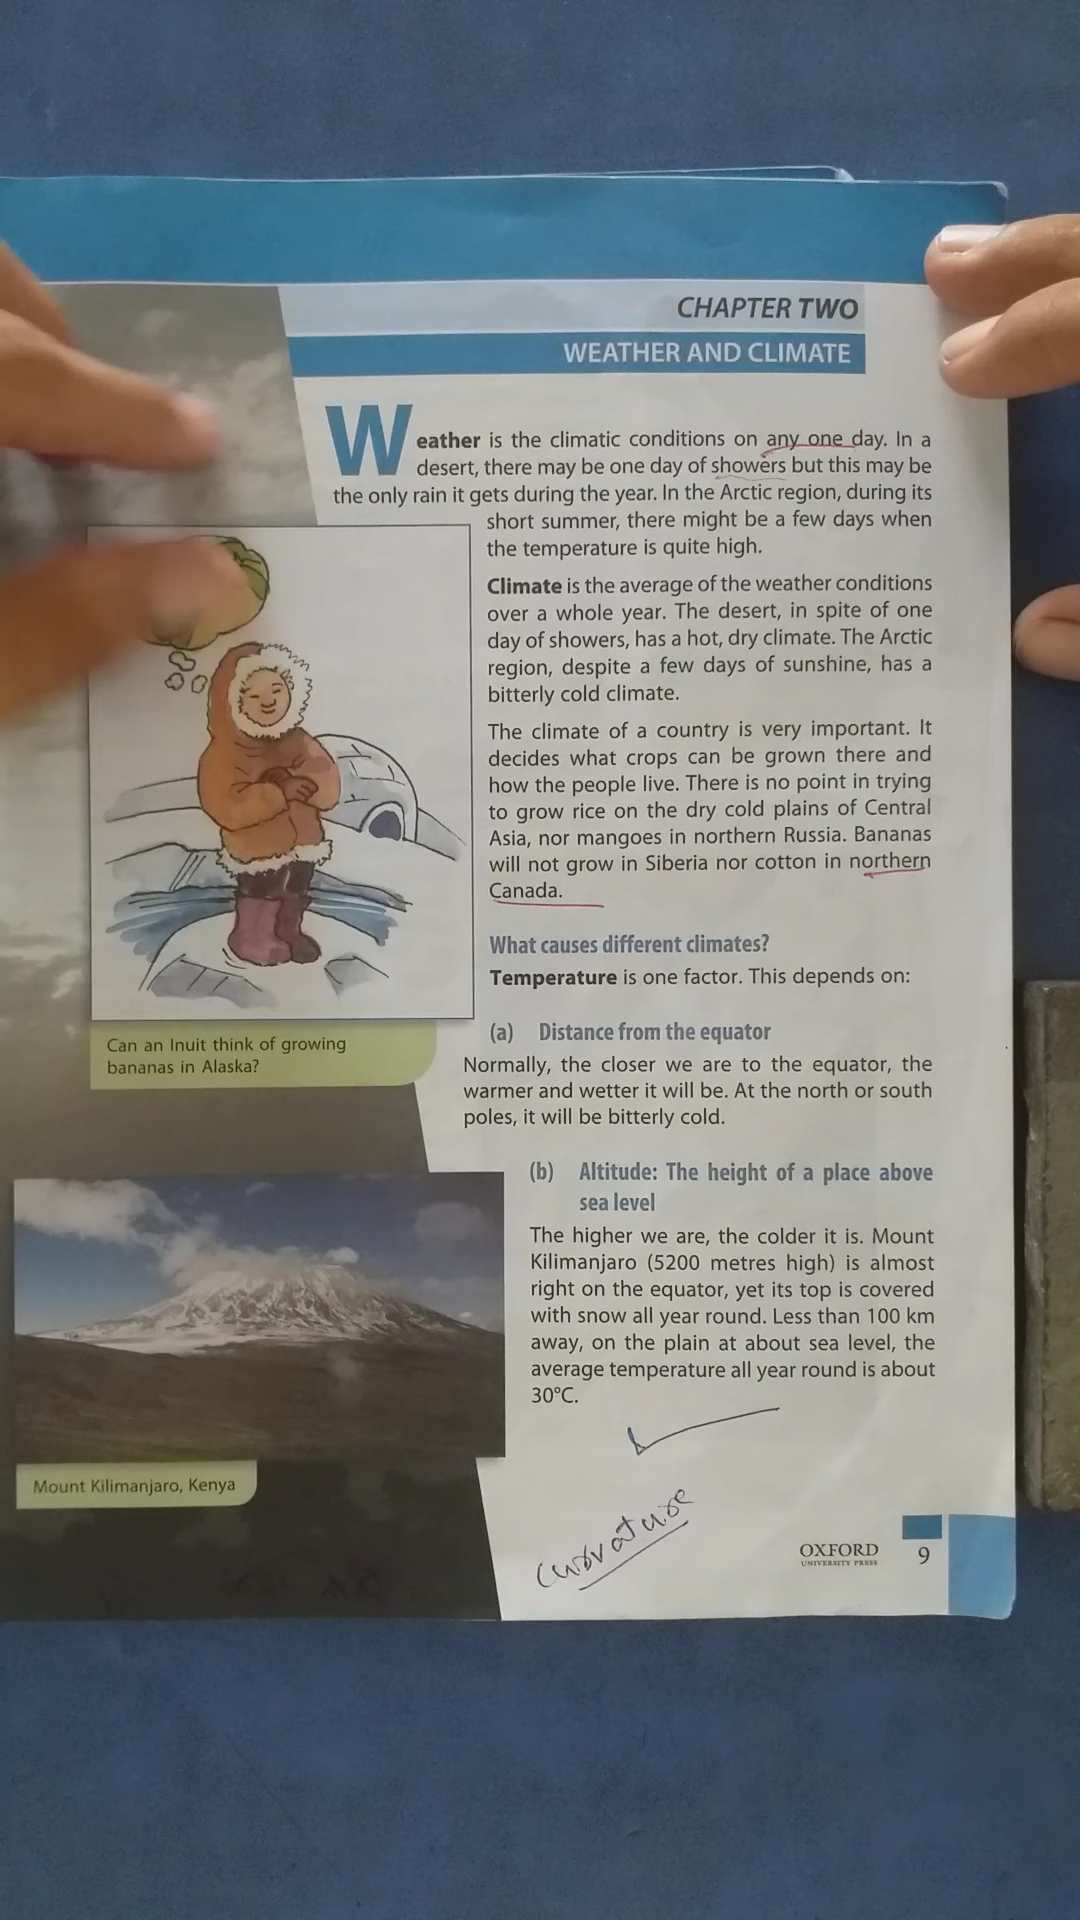 CHAPTER TWO
WEATHER AND CLIMATE
Weather is the climatic conditions on any one day. In a
desert, there may be one day of showers but this may be
the only rain it gets during the year. In the Arctic region, during its
short summer, there might be a few days when
the temperature is quite high.
Climate is the average of the weather conditions
over a whole year. The desert, in spite of one
day of showers, has a hot, dry climate. The Arctic
region, despite a few days of sunshine, has a
bitterly cold climate.
The climate of a country is very important. It
decides what crops can be grown there and
how the people live. There is no point in trying
to grow rice on the dry cold plains of Central
Asia, nor mangoes in northern Russia. Bananas
will not grow in Siberia nor cotton in northern
Canada.
Can an Inuit think of growing
bananas in Alaska?
What causes different climates?
Temperature is one factor. This depends on:
(a) Distance from the equator
Normally, the closer we are to the equator, the
warmer and wetter it will be. At the north or south
poles, it will be bitterly cold.
(b) Altitude: The height of a place above
sea level
The higher we are, the colder it is. Mount
Kilimanjaro (5200 metres high) is almost
right on the equator, yet its top is covered
with snow all year round. Less than 100 km
away, on the plain at about sea level, the
average temperature all year round is about
30°C.
Mount Kilimanjaro, Kenya
curvature
OXFORD
UNIVERSITY PRESS
9